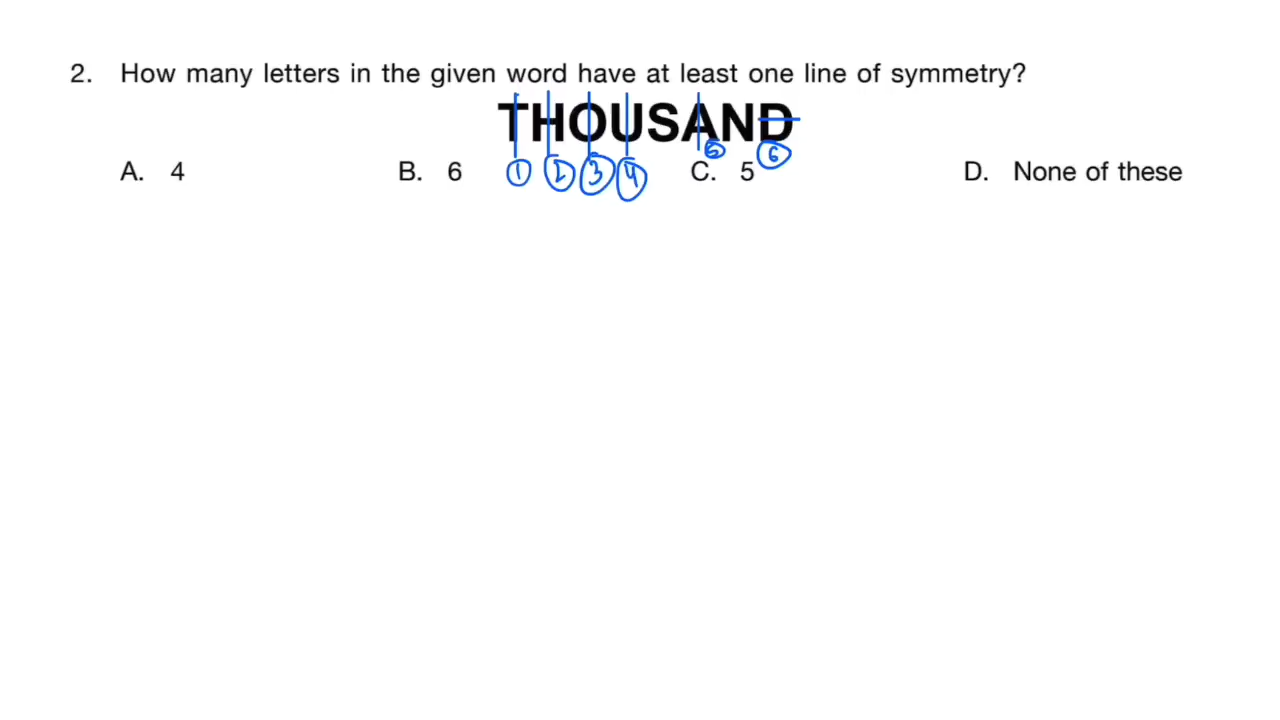 2. How many letters in the given word have at least one line of symmetry?
THOUSAND
A. 4 B. 6 C. 5 D. None of these
1 2 3 4 5 6